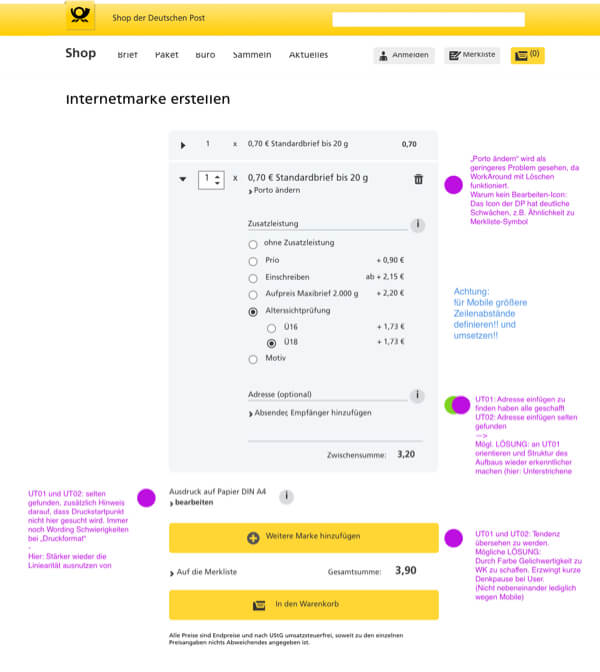 Shop der Deutschen Post
Shop Brief Paket Büro Sammeln Aktuelles Anmelden Merkliste (0)
Internetmarke erstellen
1 x 0,70 € Standardbrief bis 20 g 0,70
1 x 0,70 € Standardbrief bis 20 g
Porto ändern
Zusatzleistung i
ohne Zusatzleistung
Prio + 0,90 €
Einschreiben ab + 2,15 €
Aufpreis Maxibrief 2.000 g + 2,20 €
Alterssichtprüfung
Ü16 + 1,73 €
Ü18 + 1,73 €
Motiv
Adresse (optional) i
Absender, Empfänger hinzufügen
Zwischensumme: 3,20
Ausdruck auf Papier DIN A4 i
bearbeiten
Weitere Marke hinzufügen
Auf die Merkliste Gesamtsumme: 3,90
In den Warenkorb
Alle Preise sind Endpreise und nach UStG umsatzsteuerfrei, soweit zu den einzelnen
Preisangaben nichts Abweichendes angegeben ist.
„Porto ändern“ wird als
geringeres Problem gesehen, da
WorkAround mit Löschen
funktioniert.
Warum kein Bearbeiten-Icon:
Das Icon der DP hat deutliche
Schwächen, z.B. Ähnlichkeit zu
Merkliste-Symbol
Achtung:
für Mobile größere
Zeilenabstände
definieren!! und
umsetzen!!
UT01: Adresse einfügen zu
finden haben alle geschafft
UT02: Adresse einfügen selten
gefunden
—>
Mögl. LÖSUNG: an UT01
orientieren und Struktur des
Aufbaus wieder erkenntlicher
machen (hier: Unterstrichene
UT01 und UT02: selten
gefunden, zusätzlich Hinweis
darauf, dass Druckstartpunkt
nicht hier gesucht wird. Immer
noch Wording Schwierigkeiten
bei „Druckformat“
-
Hier: Stärker wieder die
Linearität ausnutzen von
UT01 und UT02: Tendenz
übersehen zu werden.
Mögliche LÖSUNG:
Durch Farbe Gelichwertigkeit zu
WK zu schaffen. Erzwingt kurze
Denkpause bei User.
(Nicht nebeneinander lediglich
wegen Mobile)